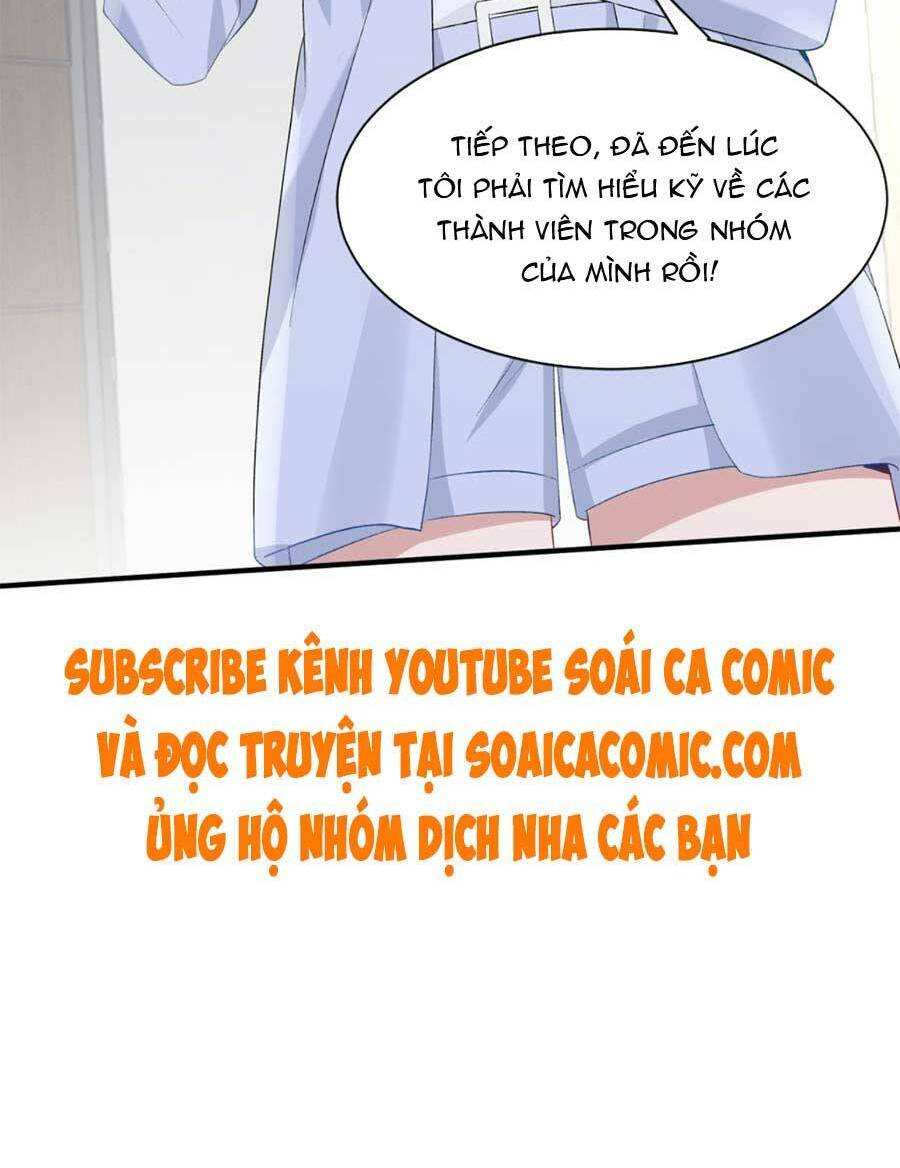 TIẾP THEO, ĐÃ ĐẾN LÚC
TÔI PHẢI TÌM HIỂU KỸ VỀ CÁC
THÀNH VIÊN TRONG NHÓM
CỦA MÌNH RỒI!
SUBSCRIBE KÊNH YOUTUBE SOÁI CA COMIC
VÀ ĐỌC TRUYỆN TẠI SOAICACOMIC.COM
ỦNG HỘ NHÓM DỊCH NHA CÁC BẠN